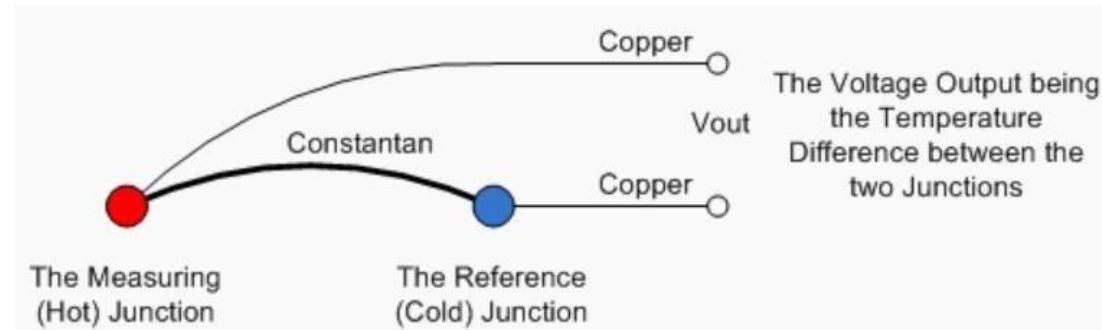 Copper
Constantan
Vout
The Voltage Output being
the Temperature
Difference between the
two Junctions
Copper
The Measuring
(Hot) Junction
The Reference
(Cold) Junction